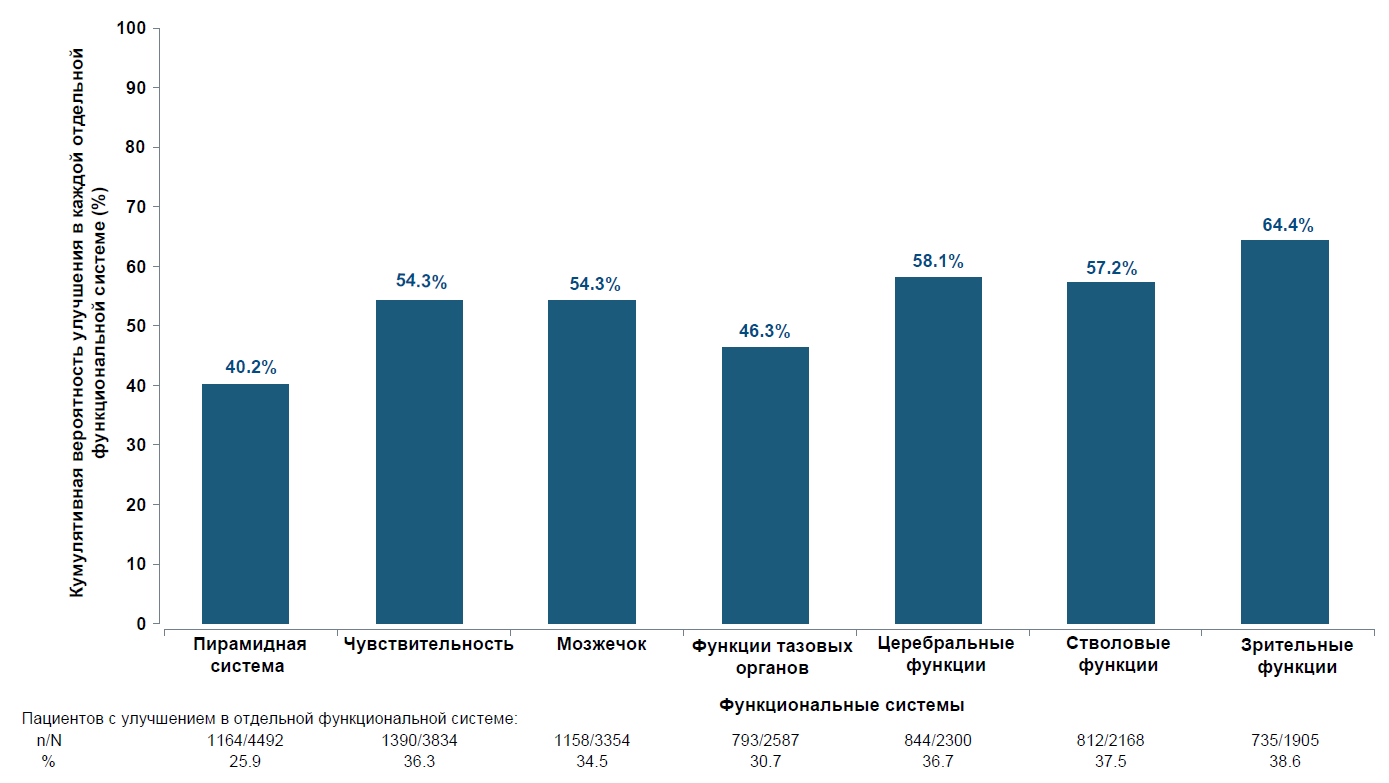 Кумулятивная вероятность улучшения в каждой отдельной
функциональной системе (%)
100
90
80
70
60
50
40
30
20
10
0
40.2%
54.3%
54.3%
46.3%
58.1%
57.2%
64.4%
Пирамидная
система
Чувствительность
Мозжечок
Функции тазовых
органов
Церебральные
функции
Стволовые
функции
Зрительные
функции
Функциональные системы
Пациентов с улучшением в отдельной функциональной системе:
n/N 1164/4492 1390/3834 1158/3354 793/2587 844/2300 812/2168 735/1905
% 25.9 36.3 34.5 30.7 36.7 37.5 38.6